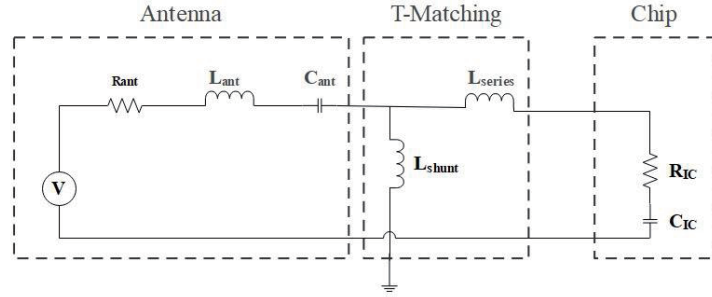 Antenna T-Matching Chip
Rant Lant Cant Lseries
V Lshunt RIC
CIC